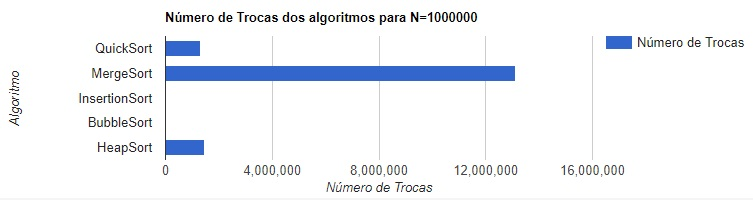 Número de Trocas dos algoritmos para N=1000000
Número de Trocas
Algoritmo
QuickSort
MergeSort
InsertionSort
BubbleSort
HeapSort
0 4,000,000 8,000,000 12,000,000 16,000,000
Número de Trocas